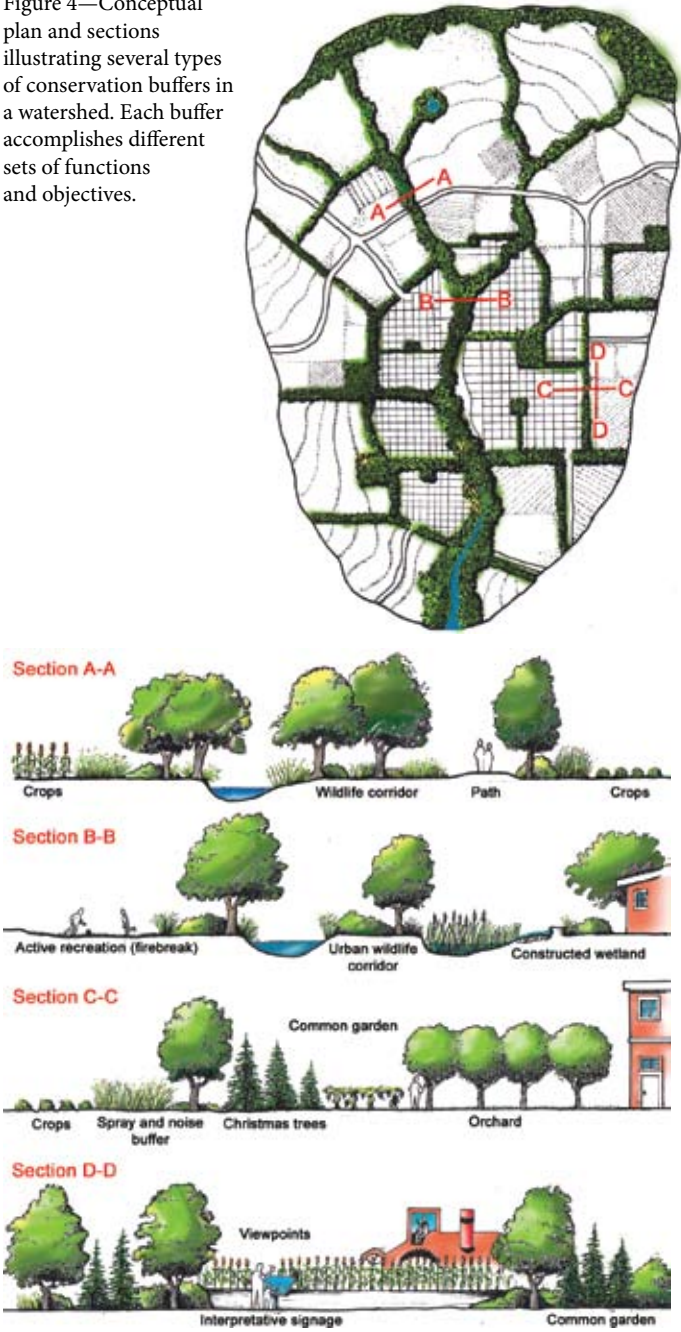 Figure 4—Conceptual
plan and sections
illustrating several types
of conservation buffers in
a watershed. Each buffer
accomplishes different
sets of functions
and objectives.
A
A
B B
D
C C
D
Section A-A
Crops Wildlife corridor Path Crops
Section B-B
Active recreation (firebreak) Urban wildlife
corridor Constructed wetland
Section C-C
Common garden
Crops Spray and noise
buffer Christmas trees Orchard
Section D-D
Viewpoints
Interpretative signage Common garden